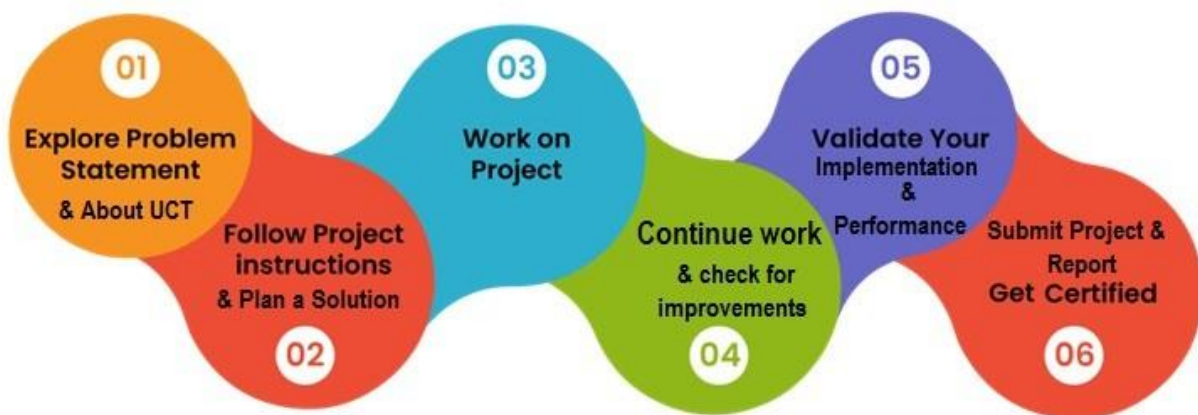 01
Explore Problem
Statement
& About UCT
Follow Project
instructions
& Plan a Solution
02
03
Work on
Project
Continue work
& check for
improvements
04
05
Validate Your
Implementation
&
Performance
Submit Project &
Report
Get Certified
06